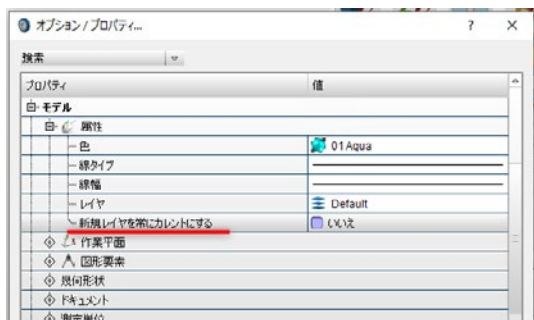 オプション / プロパティ... ? ×
検索
プロパティ 値
モデル
属性
色 01 Aqua
線タイプ
線幅
レイヤ Default
新規レイヤを常にカレントにする いいえ
作業平面
図形要素
幾何形状
ドキュメント
測定単位